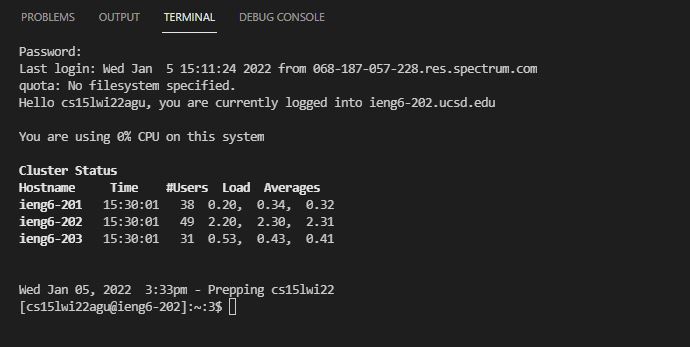 PROBLEMS OUTPUT TERMINAL DEBUG CONSOLE
Password:
Last login: Wed Jan  5 15:11:24 2022 from 068-187-057-228.res.spectrum.com
quota: No filesystem specified.
Hello cs15lwi22agu, you are currently logged into ieng6-202.ucsd.edu
You are using 0% CPU on this system
Cluster Status
Hostname     Time    #Users  Load  Averages
ieng6-201   15:30:01   38  0.20,  0.34,  0.32
ieng6-202   15:30:01   49  2.20,  2.30,  2.31
ieng6-203   15:30:01   31  0.53,  0.43,  0.41
Wed Jan 05, 2022  3:33pm - Prepping cs15lwi22
[cs15lwi22agu@ieng6-202]:~:3$